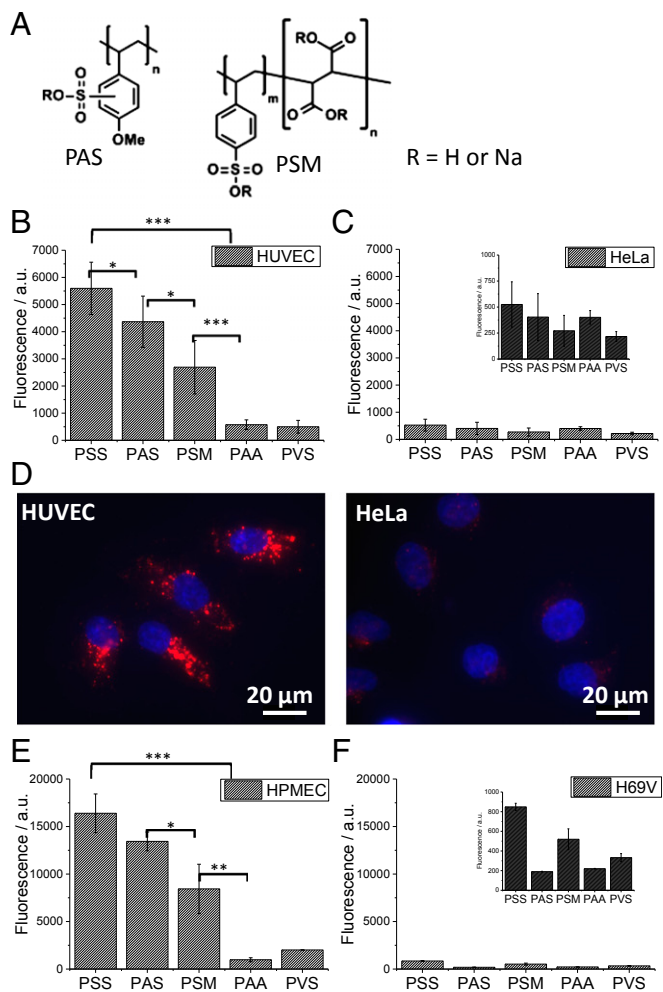 A
n
RO
O
S
O
OMe
PAS
RO
O
m
O
OR
n
O=S=O
OR
PSM
R = H or Na
B
***
HUVEC
*
*
***
Fluorescence / a.u.
7000
6000
5000
4000
3000
2000
1000
0
PSS PAS PSM PAA PVS
C
HeLa
Fluorescence / a.u.
7000
6000
5000
4000
3000
2000
1000
0
PSS PAS PSM PAA PVS
Fluorescence / a.u.
1000
750
500
250
0
PSS PAS PSM PAA PVS
D
HUVEC
20 µm
HeLa
20 µm
E
***
HPMEC
*
**
Fluorescence / a.u.
20000
15000
10000
5000
0
PSS PAS PSM PAA PVS
F
H69V
Fluorescence / a.u.
20000
15000
10000
5000
0
PSS PAS PSM PAA PVS
Fluorescence / a.u.
1000
800
600
400
200
0
PSS PAS PSM PAA PVS